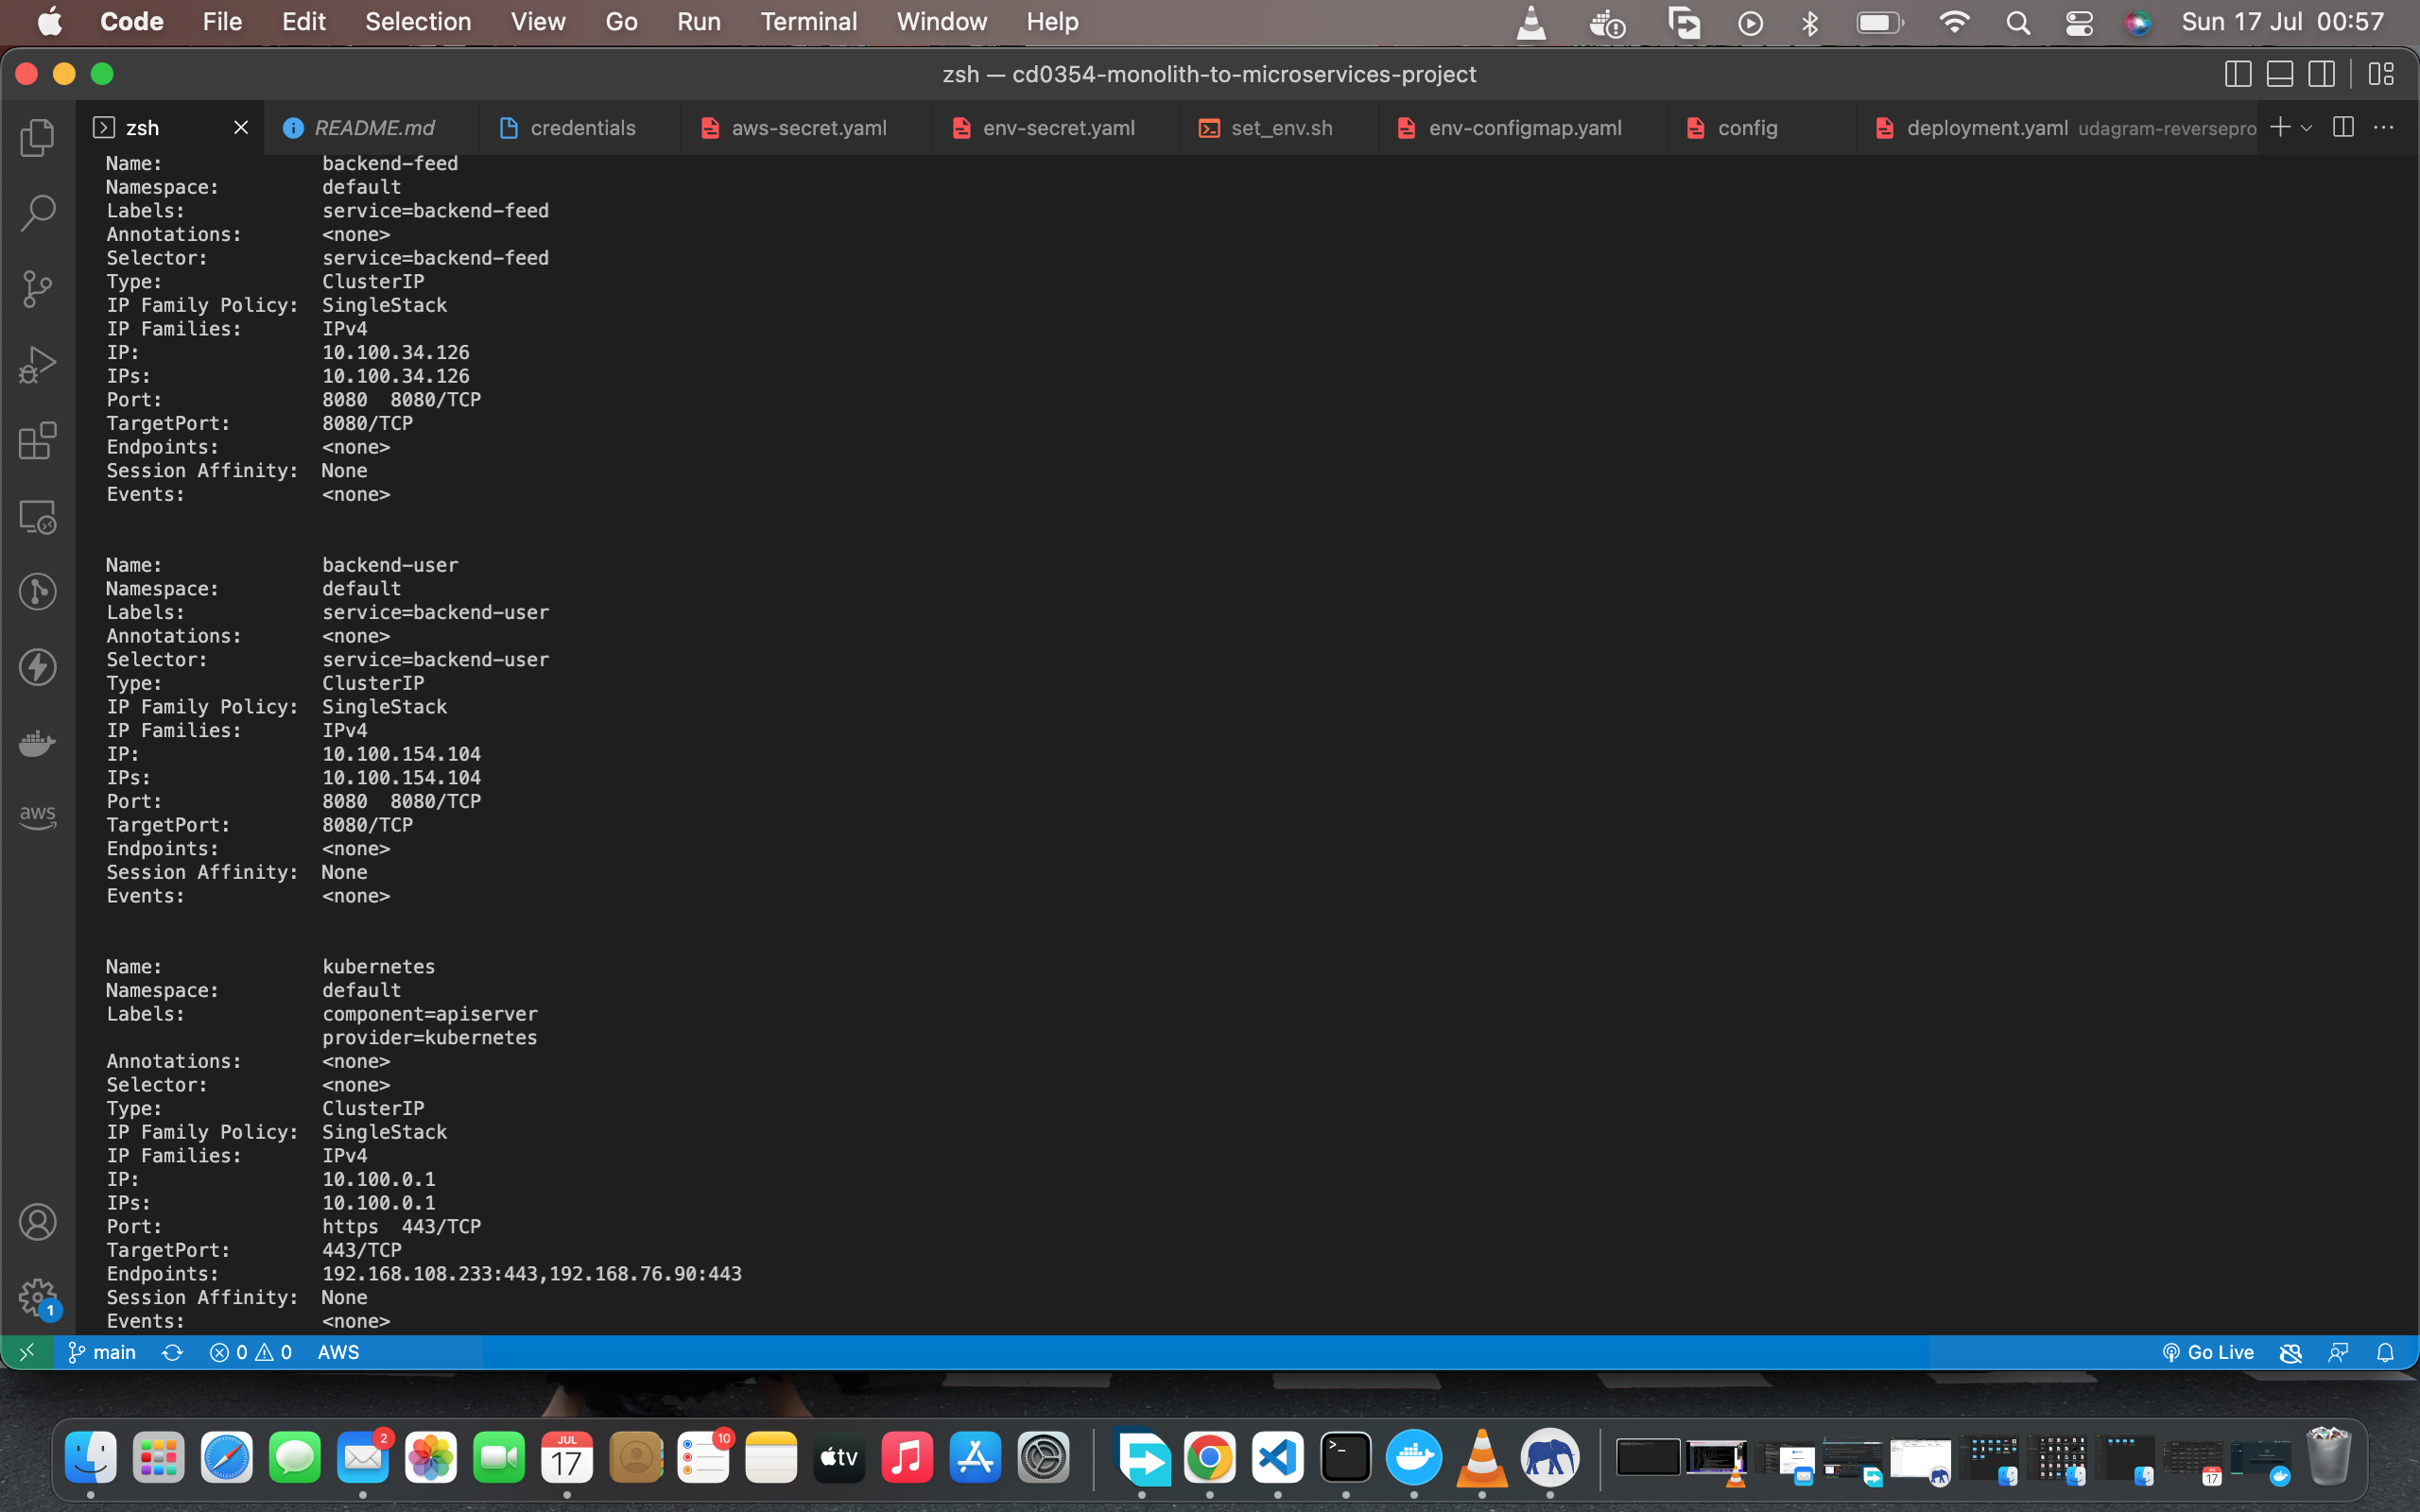 Code File Edit Selection View Go Run Terminal Window Help Sun 17 Jul 00:57
zsh — cd0354-monolith-to-microservices-project
zsh README.md credentials aws-secret.yaml env-secret.yaml set_env.sh env-configmap.yaml config deployment.yaml udagram-reversepro
Name: backend-feed
Namespace: default
Labels: service=backend-feed
Annotations: <none>
Selector: service=backend-feed
Type: ClusterIP
IP Family Policy: SingleStack
IP Families: IPv4
IP: 10.100.34.126
IPs: 10.100.34.126
Port: 8080 8080/TCP
TargetPort: 8080/TCP
Endpoints: <none>
Session Affinity: None
Events: <none>
Name: backend-user
Namespace: default
Labels: service=backend-user
Annotations: <none>
Selector: service=backend-user
Type: ClusterIP
IP Family Policy: SingleStack
IP Families: IPv4
IP: 10.100.154.104
IPs: 10.100.154.104
Port: 8080 8080/TCP
TargetPort: 8080/TCP
Endpoints: <none>
Session Affinity: None
Events: <none>
Name: kubernetes
Namespace: default
Labels: component=apiserver
provider=kubernetes
Annotations: <none>
Selector: <none>
Type: ClusterIP
IP Family Policy: SingleStack
IP Families: IPv4
IP: 10.100.0.1
IPs: 10.100.0.1
Port: https 443/TCP
TargetPort: 443/TCP
Endpoints: 192.168.108.233:443,192.168.76.90:443
Session Affinity: None
Events: <none>
aws
1
main 0 0 AWS Go Live
2 JUL 17 10 tv
17